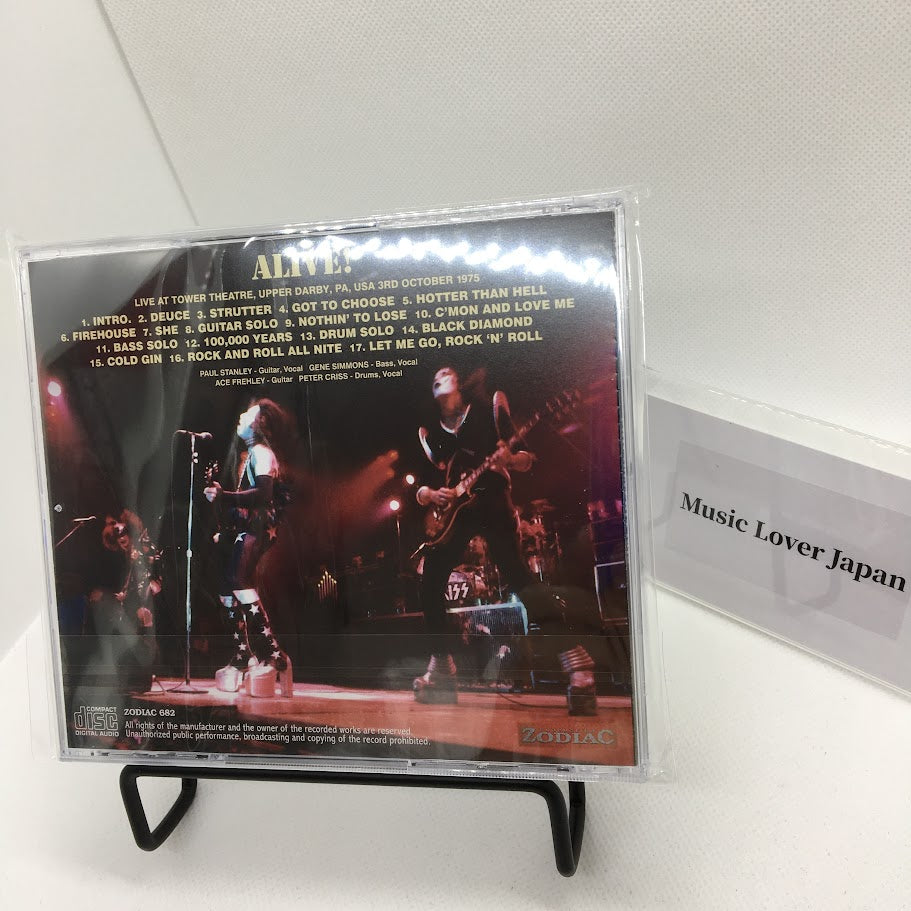 ALiVE!
LIVE AT TOWER THEATRE, UPPER DARBY, PA, USA 3RD OCTOBER 1975
1. INTRO. 2. DEUCE 3. STRUTTER 4. GOT TO CHOOSE 5. HOTTER THAN HELL
6. FIREHOUSE 7. SHE 8. GUITAR SOLO 9. NOTHIN' TO LOSE 10. C'MON AND LOVE ME
11. BASS SOLO 12. 100,000 YEARS 13. DRUM SOLO 14. BLACK DIAMOND
15. COLD GIN 16. ROCK AND ROLL ALL NITE 17. LET ME GO, ROCK 'N' ROLL
PAUL STANLEY - Guitar, Vocal GENE SIMMONS - Bass, Vocal
ACE FREHLEY - Guitar PETER CRISS - Drums, Vocal
KISS
Music Lover Japan
COMPACT
disc
DIGITAL AUDIO
ZODIAC 682
All rights of the manufacturer and the owner of the recorded works are reserved.
Unauthorized public performance, broadcasting and copying of the record prohibited.
ZODIAC